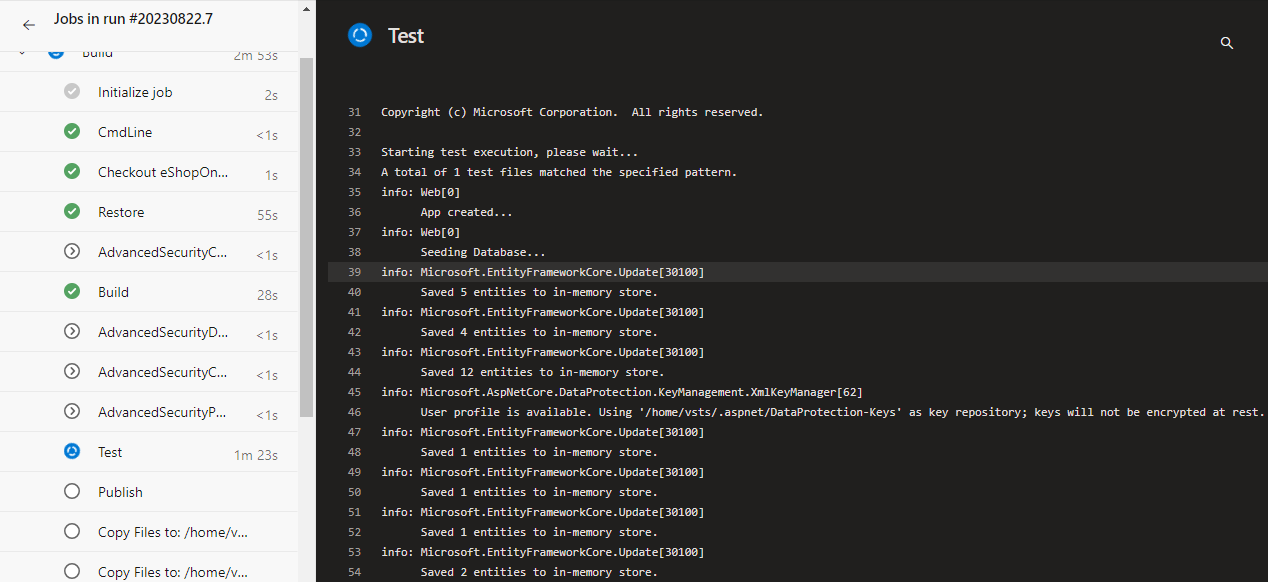 Jobs in run #20230822.7
Build 2m 53s
Initialize job 2s
CmdLine <1s
Checkout eShopOn... 1s
Restore 55s
AdvancedSecurityC... <1s
Build 28s
AdvancedSecurityD... <1s
AdvancedSecurityC... <1s
AdvancedSecurityP... <1s
Test 1m 23s
Publish
Copy Files to: /home/v...
Copy Files to: /home/v...
Test
31 Copyright (c) Microsoft Corporation.  All rights reserved.
32
33 Starting test execution, please wait...
34 A total of 1 test files matched the specified pattern.
35 info: Web[0]
36       App created...
37 info: Web[0]
38       Seeding Database...
39 info: Microsoft.EntityFrameworkCore.Update[30100]
40       Saved 5 entities to in-memory store.
41 info: Microsoft.EntityFrameworkCore.Update[30100]
42       Saved 4 entities to in-memory store.
43 info: Microsoft.EntityFrameworkCore.Update[30100]
44       Saved 12 entities to in-memory store.
45 info: Microsoft.AspNetCore.DataProtection.KeyManagement.XmlKeyManager[62]
46       User profile is available. Using '/home/vsts/.aspnet/DataProtection-Keys' as key repository; keys will not be encrypted at rest.
47 info: Microsoft.EntityFrameworkCore.Update[30100]
48       Saved 1 entities to in-memory store.
49 info: Microsoft.EntityFrameworkCore.Update[30100]
50       Saved 1 entities to in-memory store.
51 info: Microsoft.EntityFrameworkCore.Update[30100]
52       Saved 1 entities to in-memory store.
53 info: Microsoft.EntityFrameworkCore.Update[30100]
54       Saved 2 entities to in-memory store.